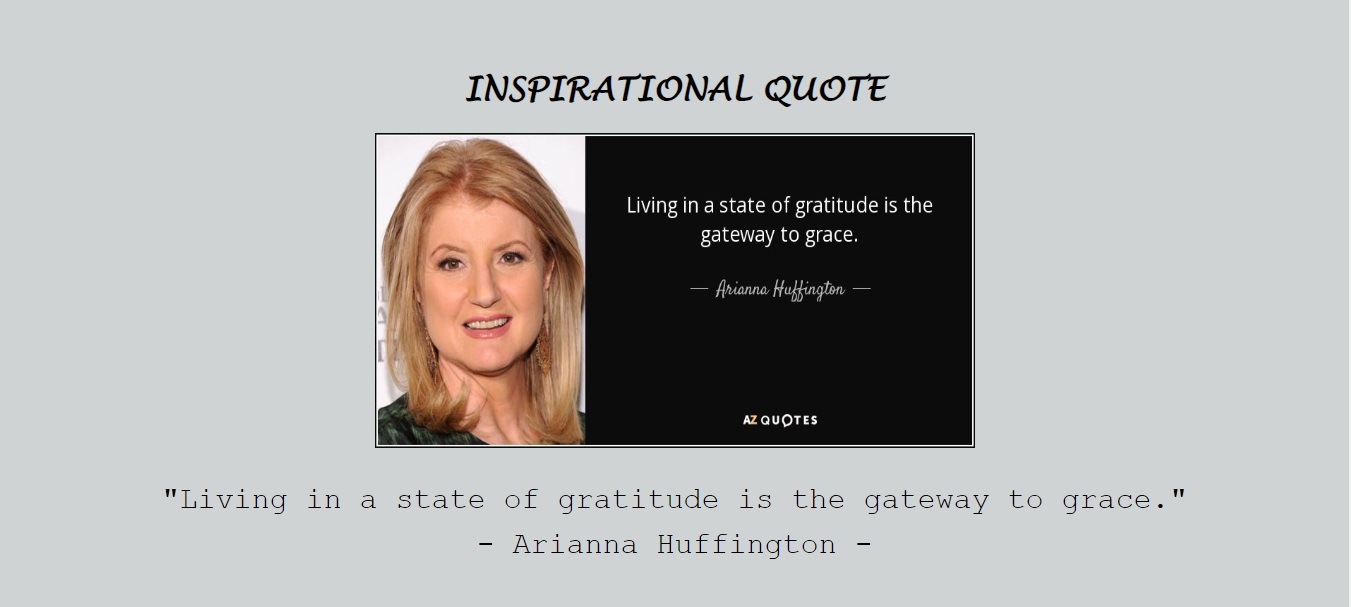 INSPIRATIONAL QUOTE
Living in a state of gratitude is the
gateway to grace.
— Arianna Huffington —
AZ QUOTES
"Living in a state of gratitude is the gateway to grace."
- Arianna Huffington -